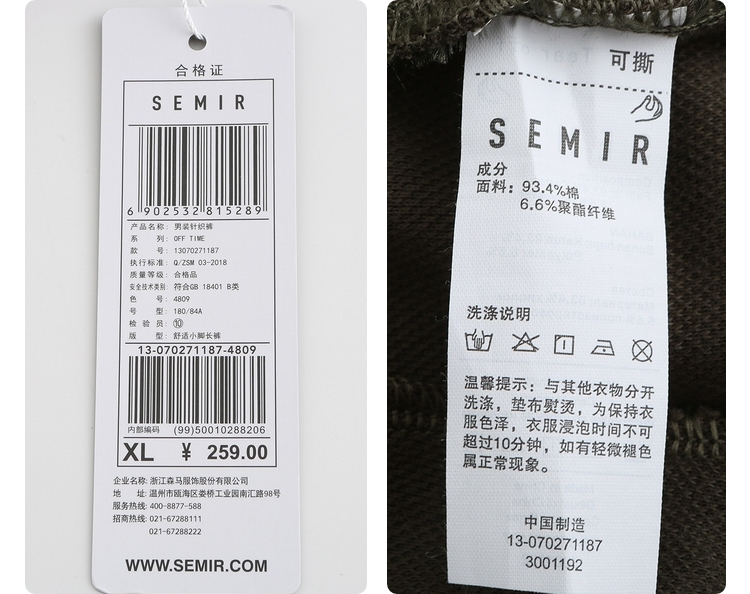 合格证
SEMIR
6 902532 815289
产品名称: 男装针织裤
系 列: OFF TIME
款 号: 13070271187
执行标准: Q/ZSM 03-2018
质量等级: 合格品
安全技术类别: 符合GB 18401 B类
色 号: 4809
号 型: 180/84A
检 验 员: ⑩
版 型: 舒适小脚长裤
13-070271187-4809
内部编码 (99)50010288206
XL ¥ 259.00
企业名称: 浙江森马服饰股份有限公司
地 址: 温州市瓯海区娄桥工业园南汇路98号
服务热线: 400-8877-588
招商热线: 021-67288111
021-67288222
WWW.SEMIR.COM
可撕
SEMIR
成分
面料: 93.4%棉
6.6%聚酯纤维
洗涤说明
温馨提示: 与其他衣物分开
洗涤, 垫布熨烫, 为保持衣
服色泽, 衣服浸泡时间不可
超过10分钟, 如有轻微褪色
属正常现象。
中国制造
13-070271187
3001192